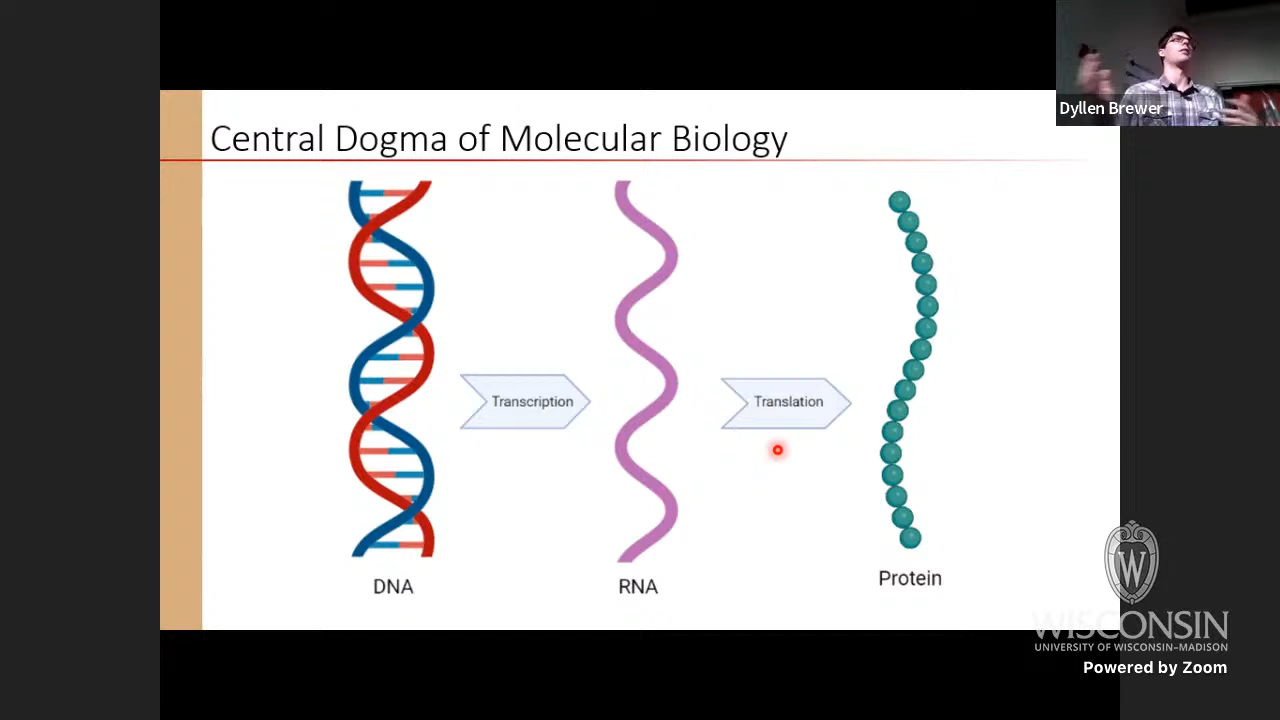 Dyllen Brewer
Central Dogma of Molecular Biology
Transcription
Translation
DNA
RNA
Protein
W
WISCONSIN
UNIVERSITY OF WISCONSIN–MADISON
Powered by Zoom